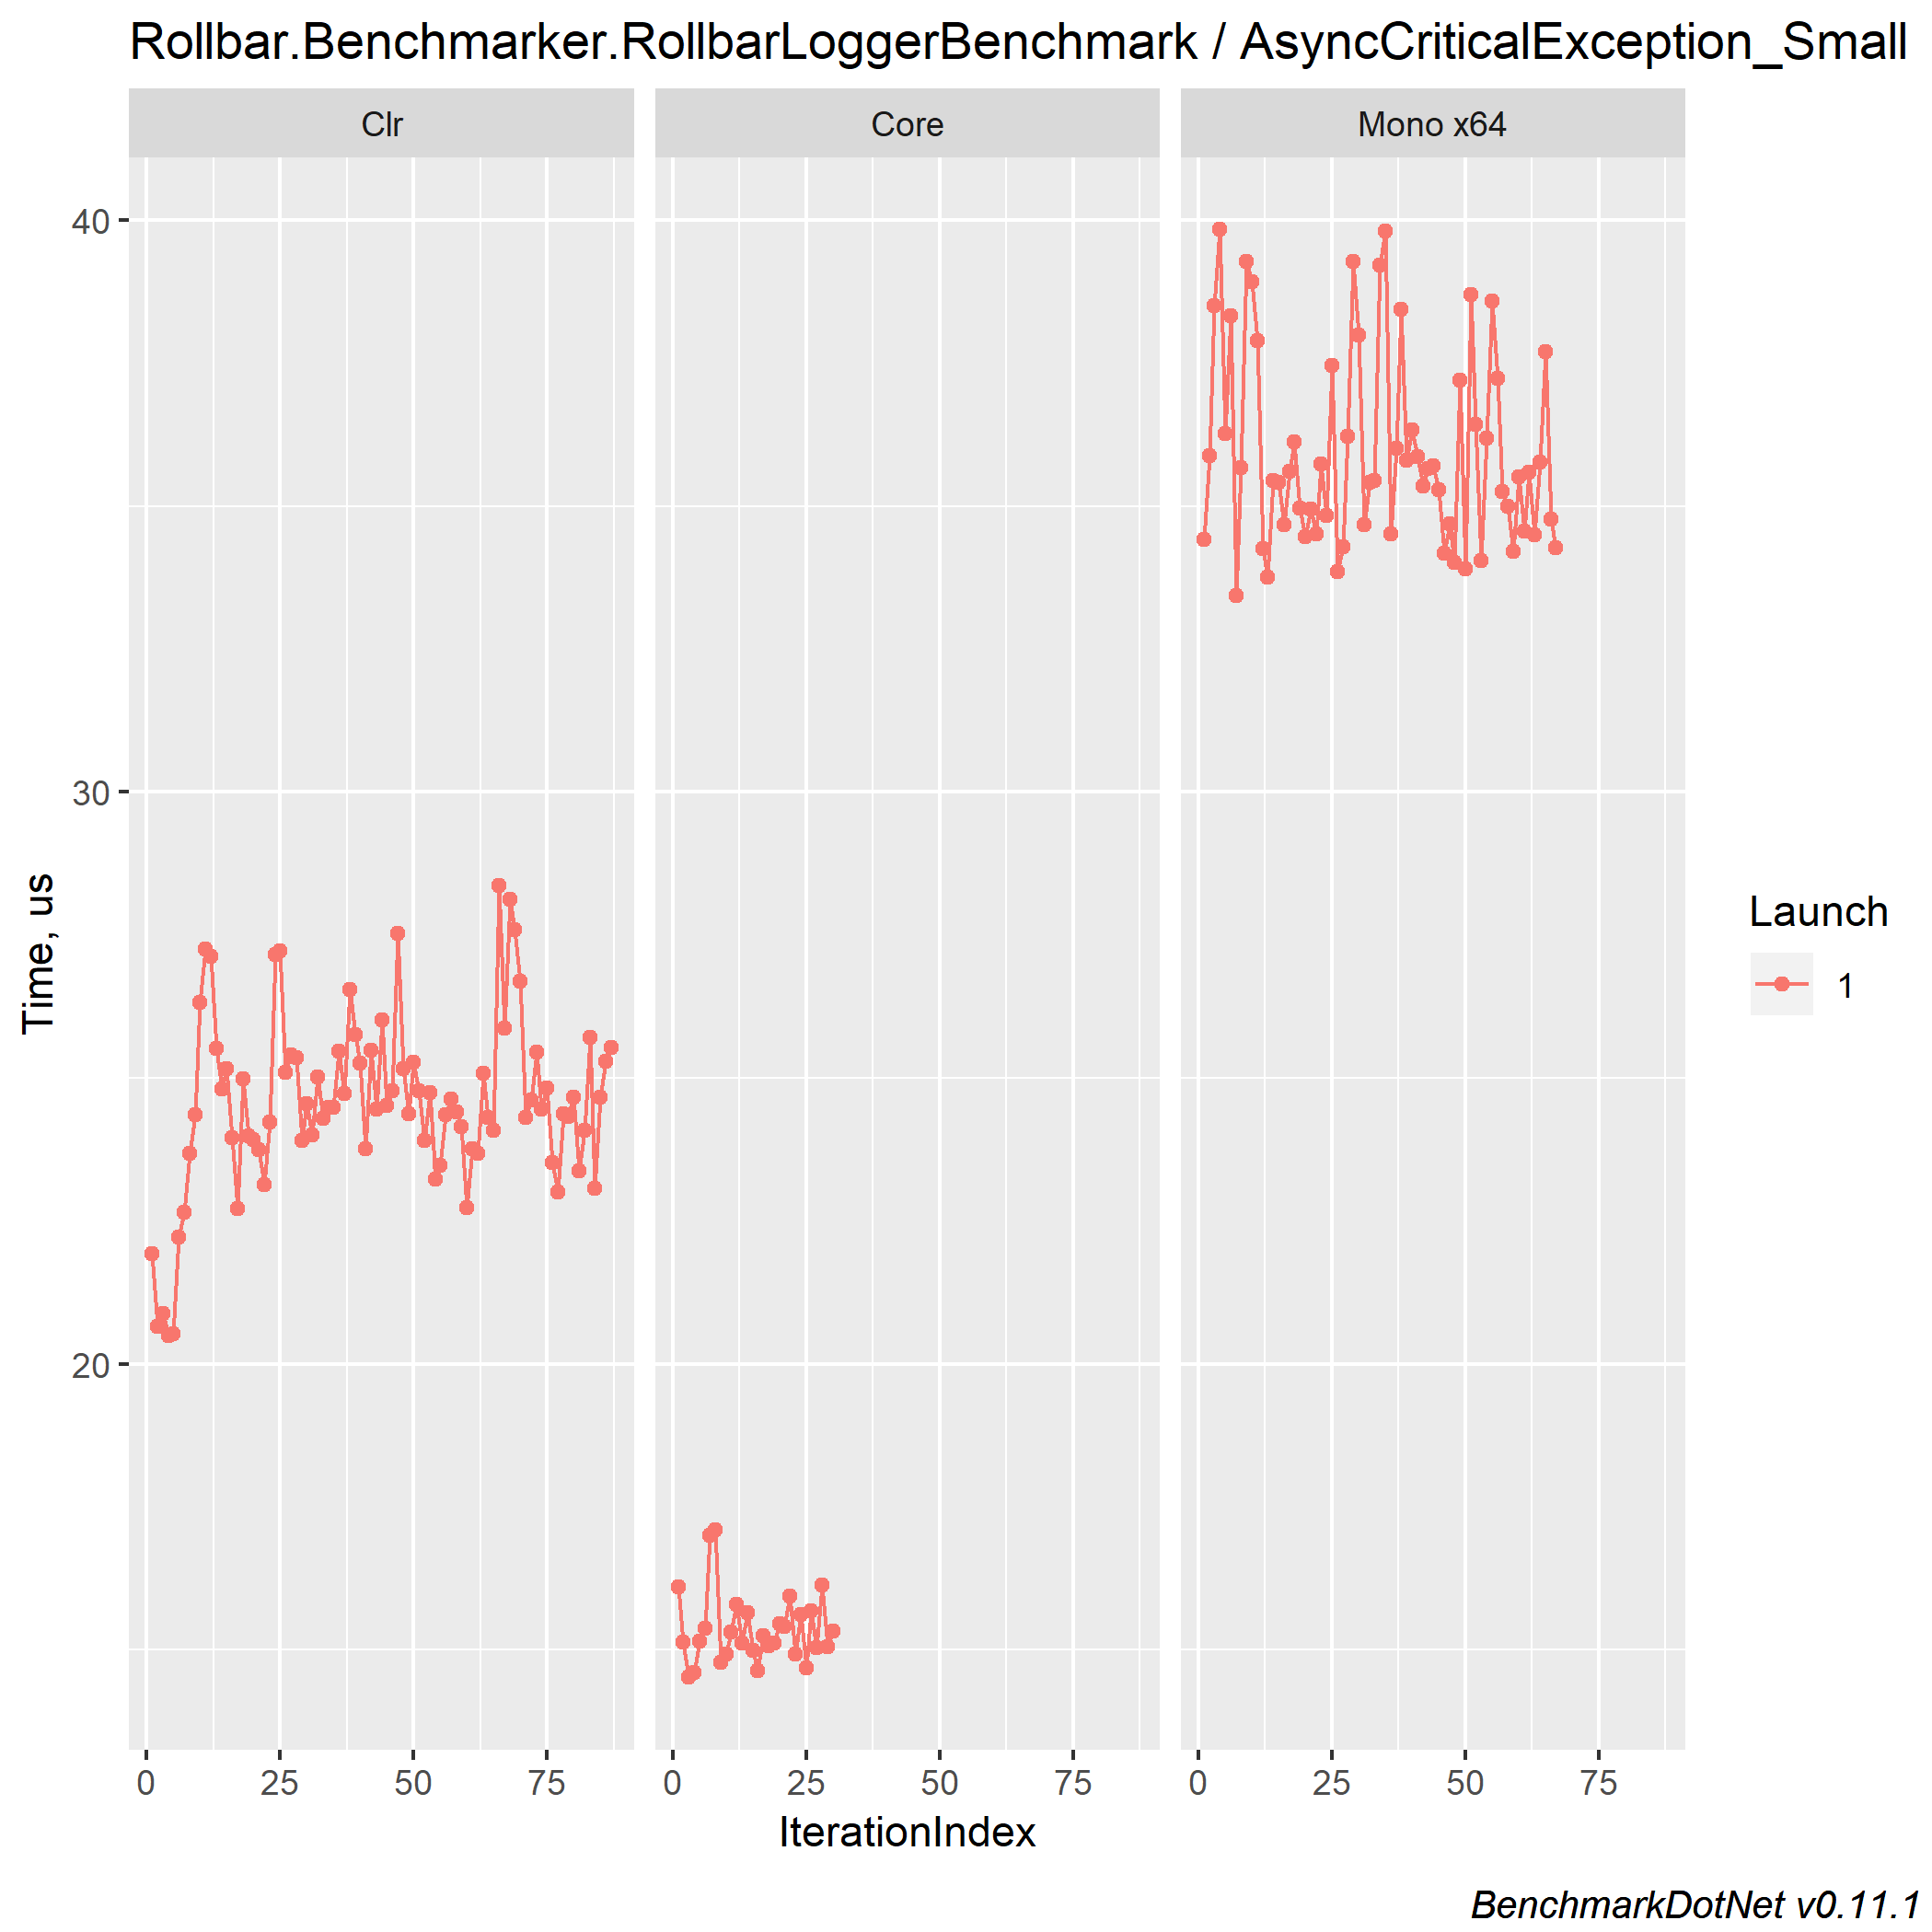 Rollbar.Benchmarker.RollbarLoggerBenchmark / AsyncCriticalException_Small
Clr
Core
Mono x64
40
30
20
Time, us
0
25
50
75
0
25
50
75
0
25
50
75
IterationIndex
Launch
1
BenchmarkDotNet v0.11.1